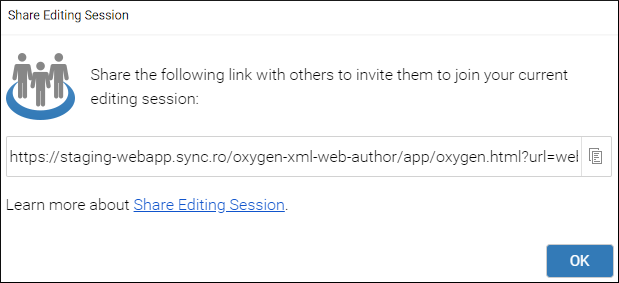 Share Editing Session
Share the following link with others to invite them to join your current
editing session:
https://staging-webapp.sync.ro/oxygen-xml-web-author/app/oxygen.html?url=wel
Learn more about Share Editing Session.
OK